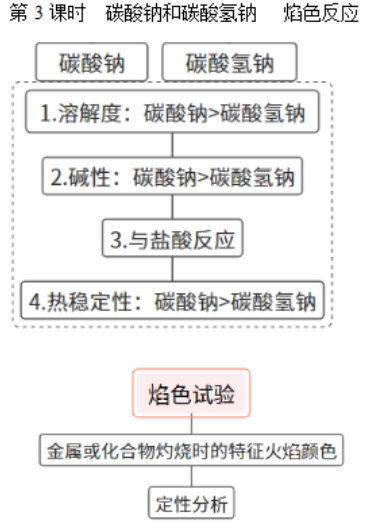 第 3 课时 碳酸钠和碳酸氢钠 焰色反应
碳酸钠 碳酸氢钠
1.溶解度：碳酸钠>碳酸氢钠
2.碱性：碳酸钠>碳酸氢钠
3.与盐酸反应
4.热稳定性：碳酸钠>碳酸氢钠
焰色试验
金属或化合物灼烧时的特征火焰颜色
定性分析